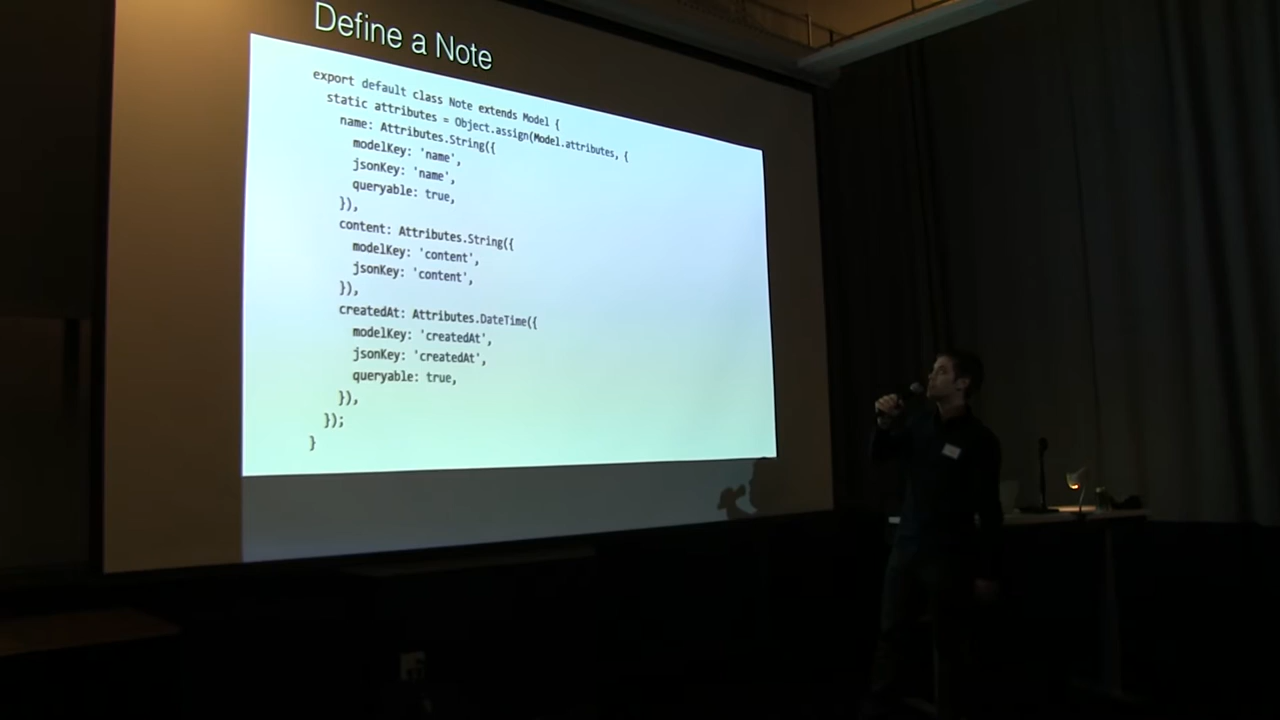 Define a Note
export default class Note extends Model {
static attributes = Object.assign(Model.attributes, {
name: Attributes.String({
modelKey: 'name',
jsonKey: 'name',
queryable: true,
}),
content: Attributes.String({
modelKey: 'content',
jsonKey: 'content',
}),
createdAt: Attributes.DateTime({
modelKey: 'createdAt',
jsonKey: 'createdAt',
queryable: true,
}),
});
}